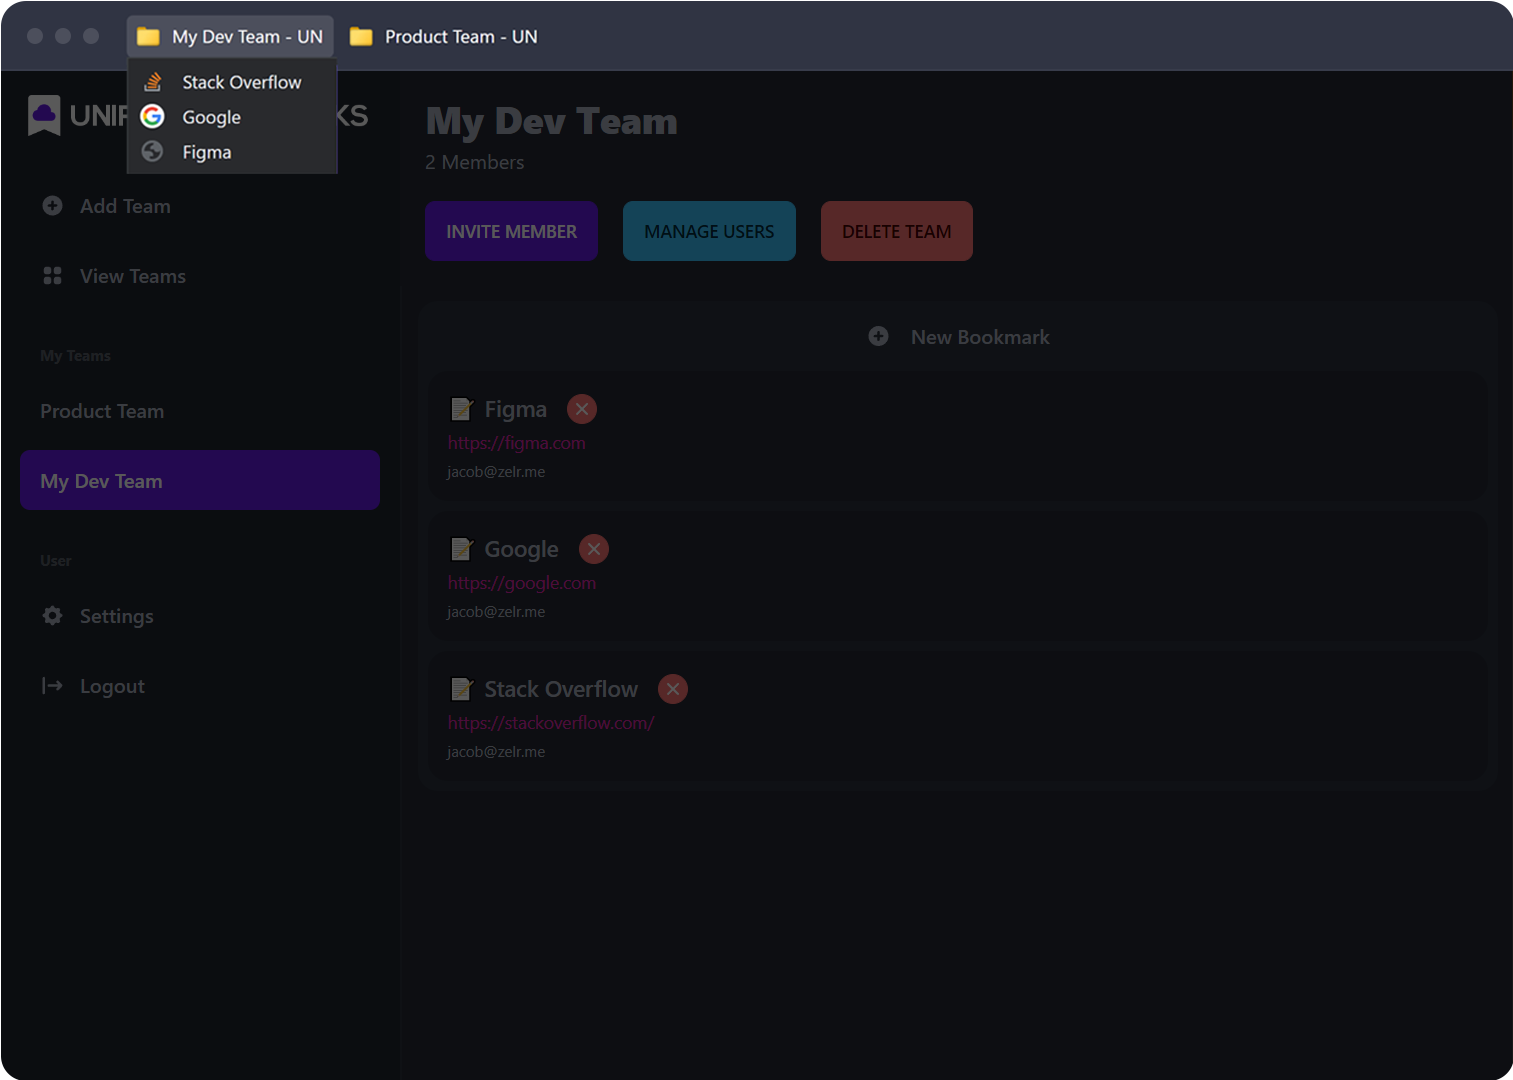 My Dev Team - UN
Product Team - UN
Stack Overflow
Google
Figma
Add Team
View Teams
My Teams
Product Team
My Dev Team
User
Settings
Logout
My Dev Team
2 Members
INVITE MEMBER
MANAGE USERS
DELETE TEAM
New Bookmark
Figma
https://figma.com
jacob@zelr.me
Google
https://google.com
jacob@zelr.me
Stack Overflow
https://stackoverflow.com/
jacob@zelr.me